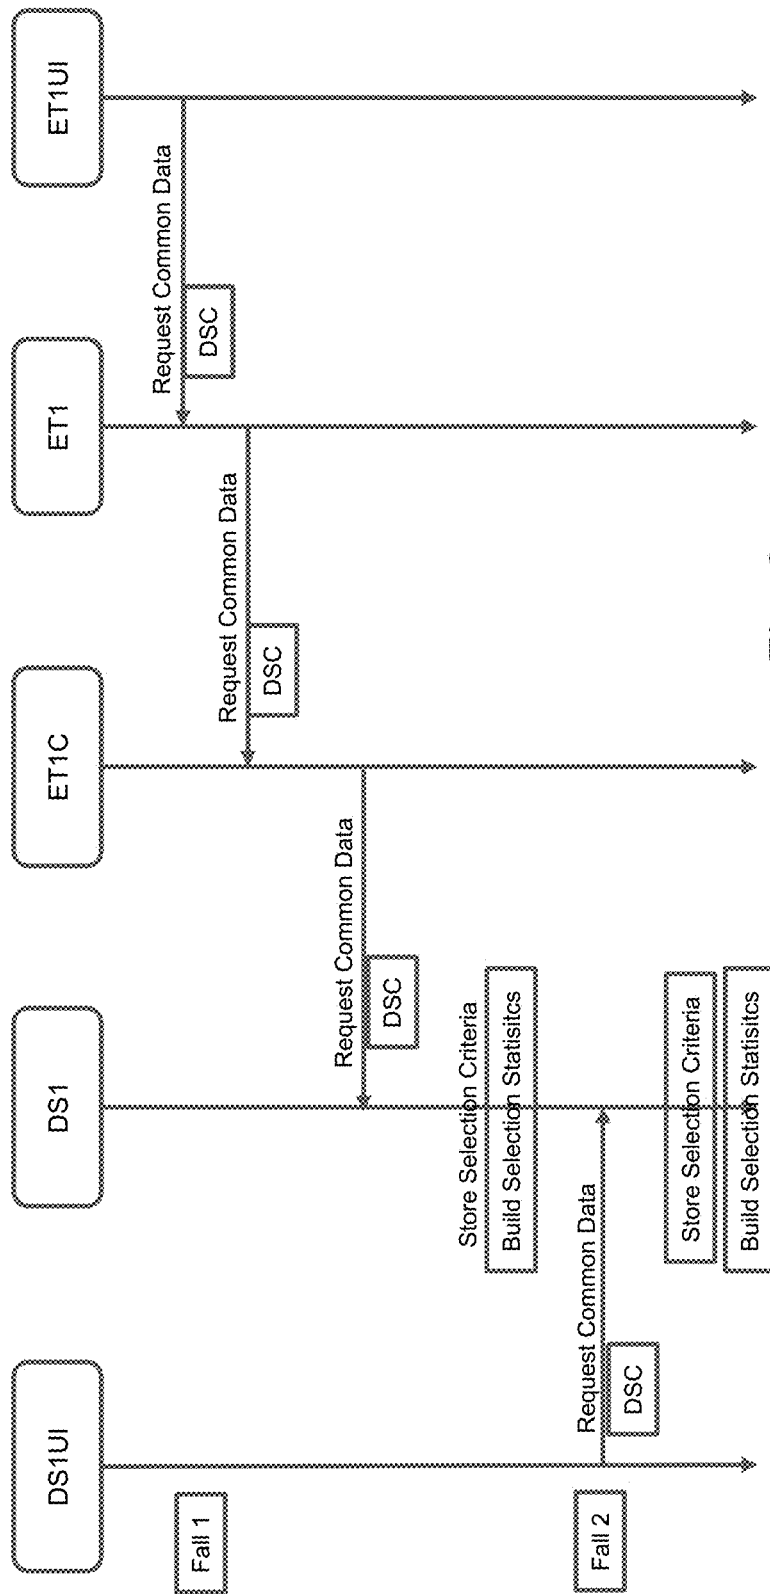 DS1UI
DS1
ET1C
ET1
ET1UI
Fall 1
Request Common Data
DSC
Request Common Data
DSC
Request Common Data
DSC
Store Selection Criteria
Build Selection Statisitcs
Fall 2
Request Common Data
DSC
Store Selection Criteria
Build Selection Statisitcs